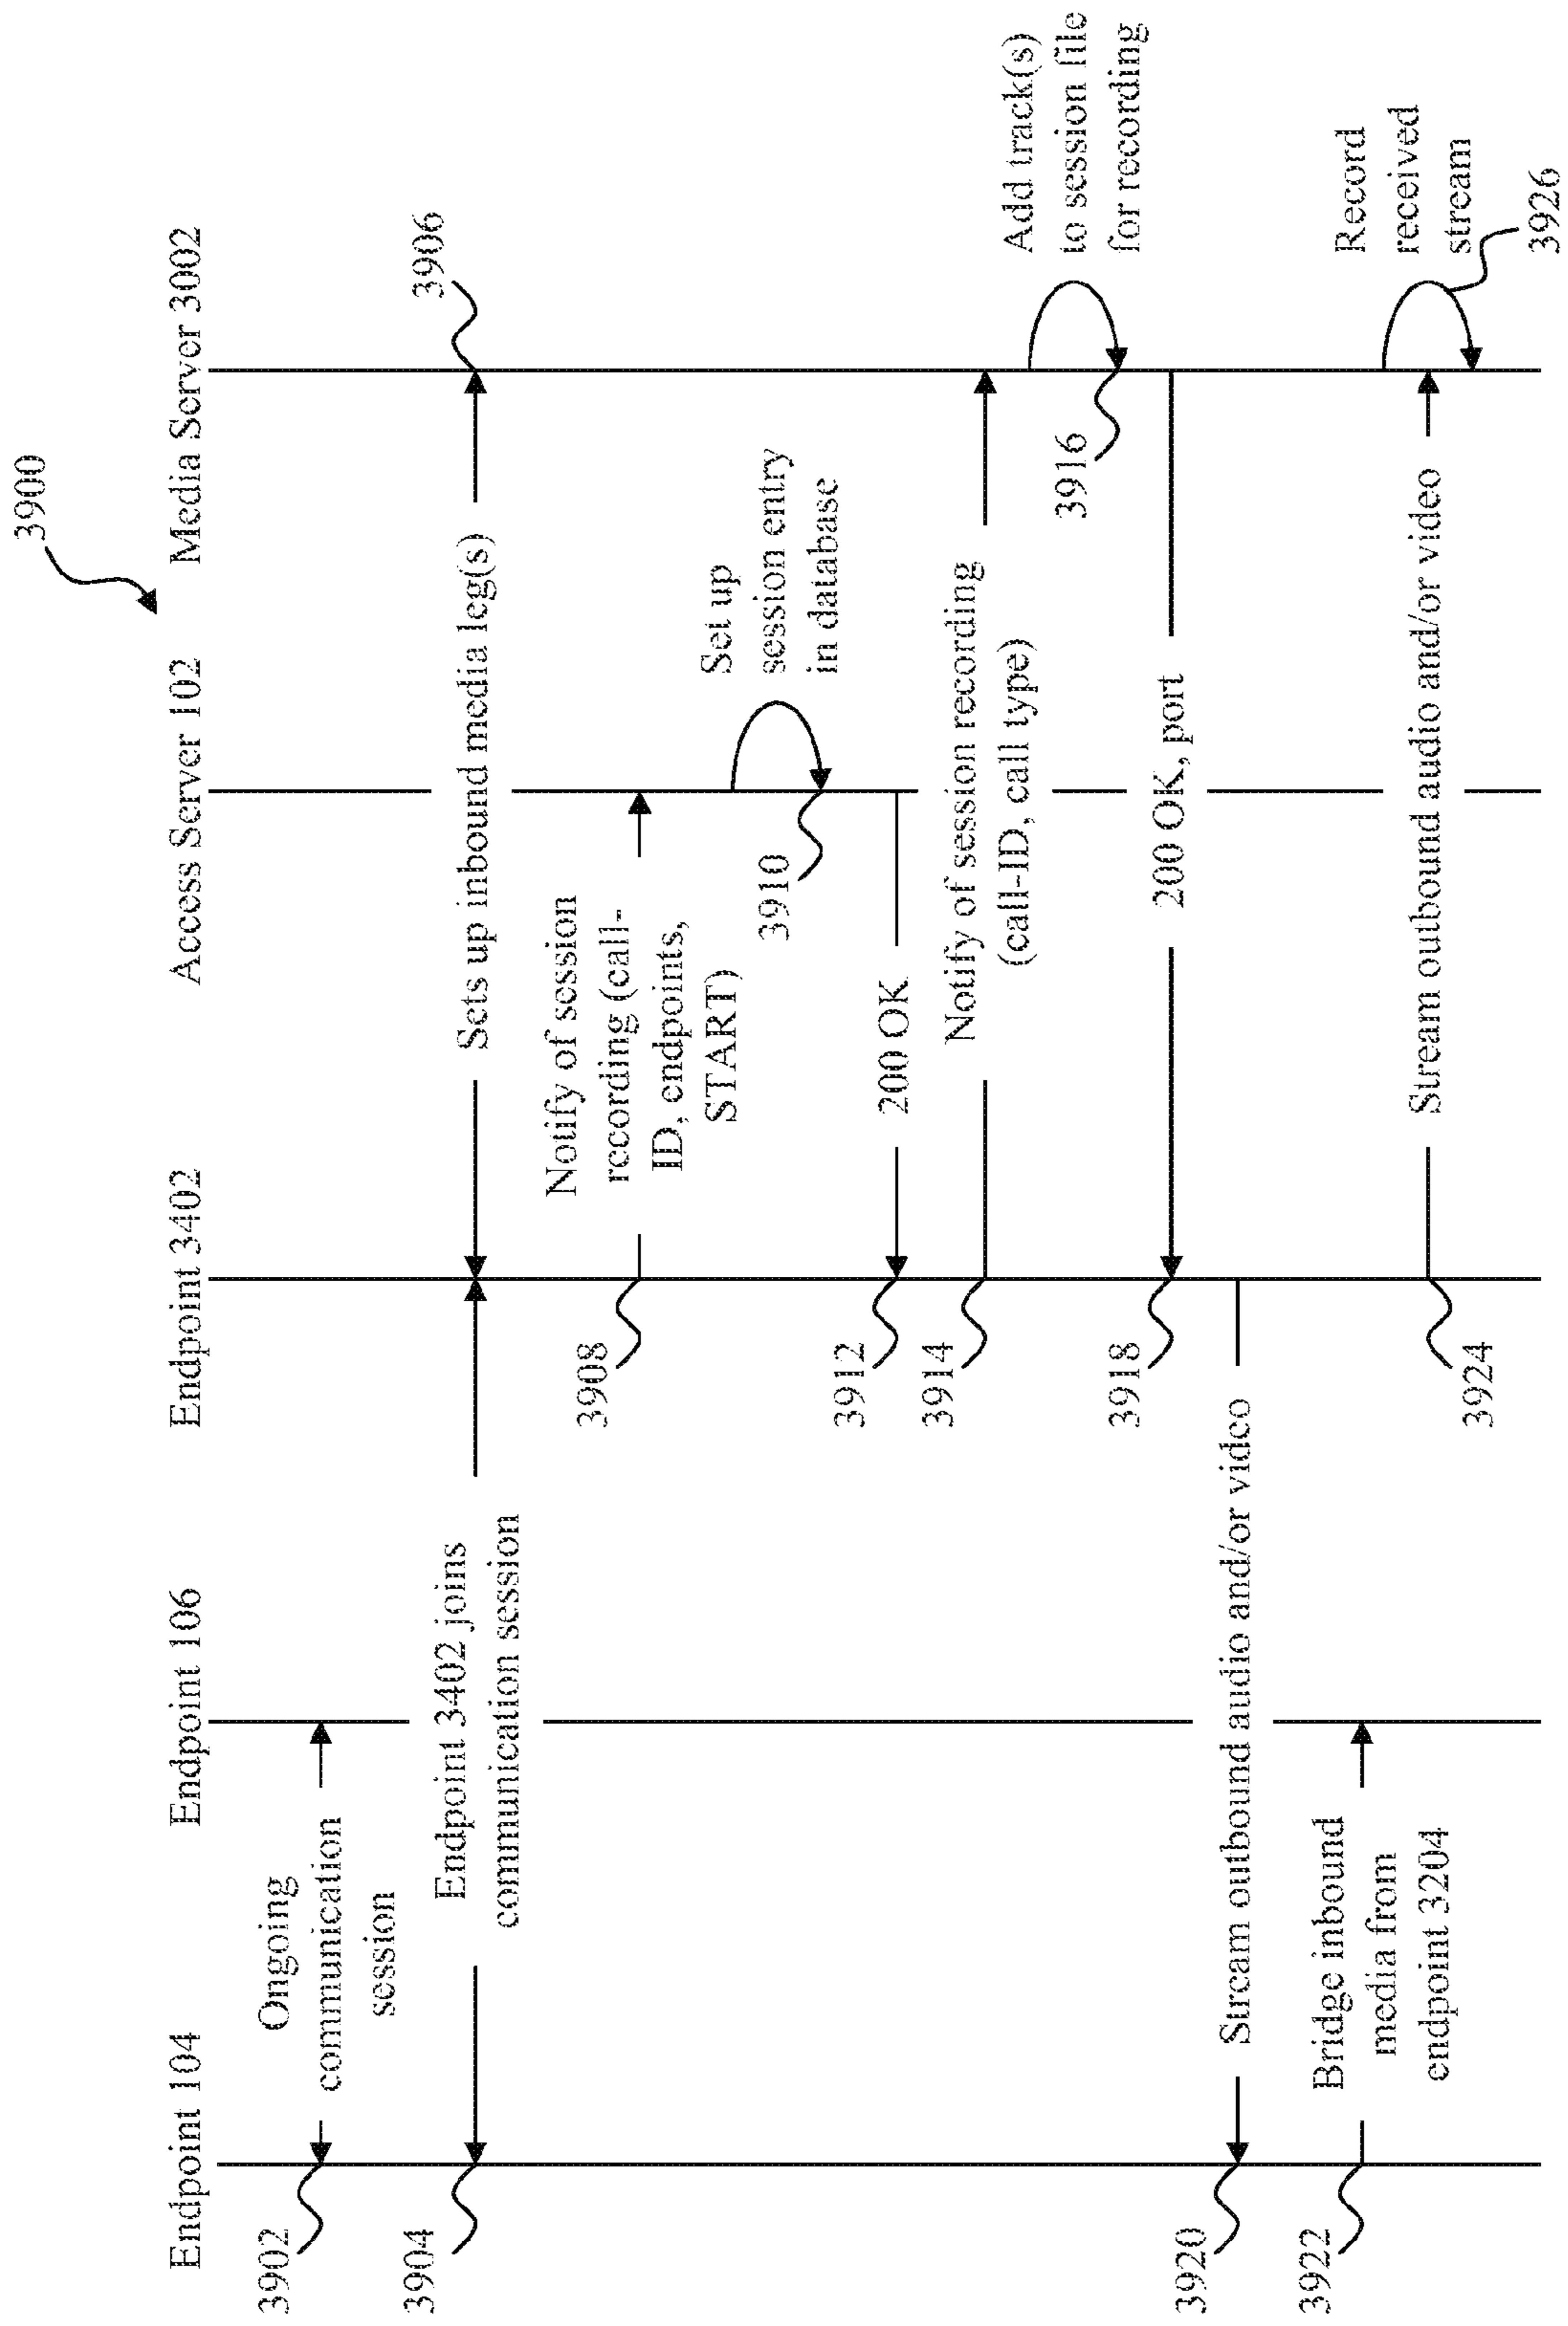 3900
Endpoint 104
Endpoint 106
Endpoint 3402
Access Server 102
Media Server 3002
3902
Ongoing
communication
session
3904
Endpoint 3402 joins
communication session
Sets up inbound media leg(s)
3906
3908
Notify of session
recording (call-
ID, endpoints,
START)
3910
Set up
session entry
in database
3912
200 OK
3914
Notify of session recording
(call-ID, call type)
3916
Add track(s)
to session file
for recording
3918
200 OK, port
3920
Stream outbound audio and/or video
3922
Bridge inbound
media from
endpoint 3204
3924
Stream outbound audio and/or video
Record
received
stream
3926